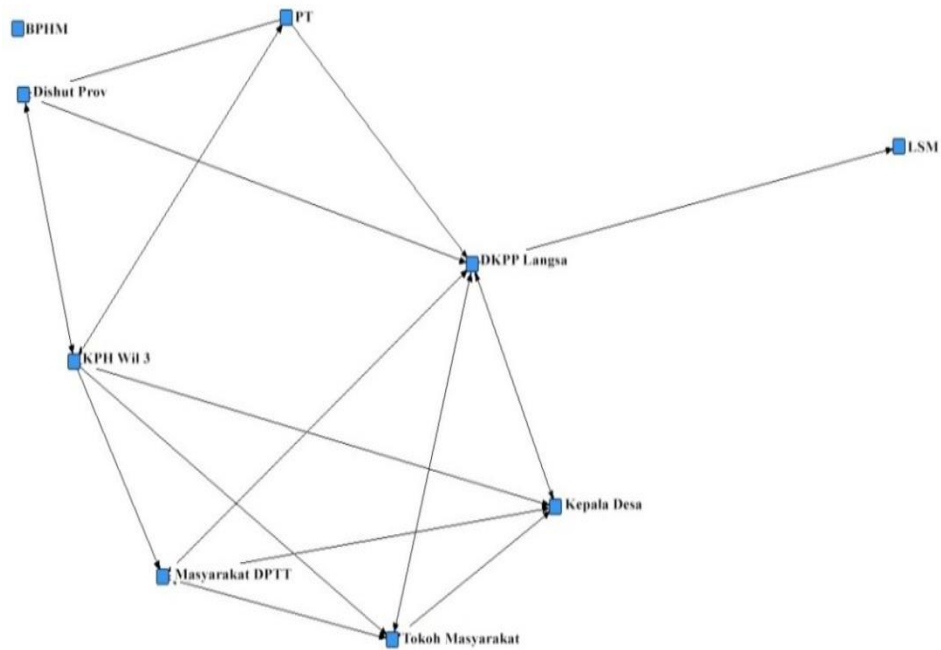 PT
BPHM
Dishut Prov
LSM
DKPP Langsa
KPH Wil 3
Kepala Desa
Masyarakat DPTT
Tokoh Masyarakat